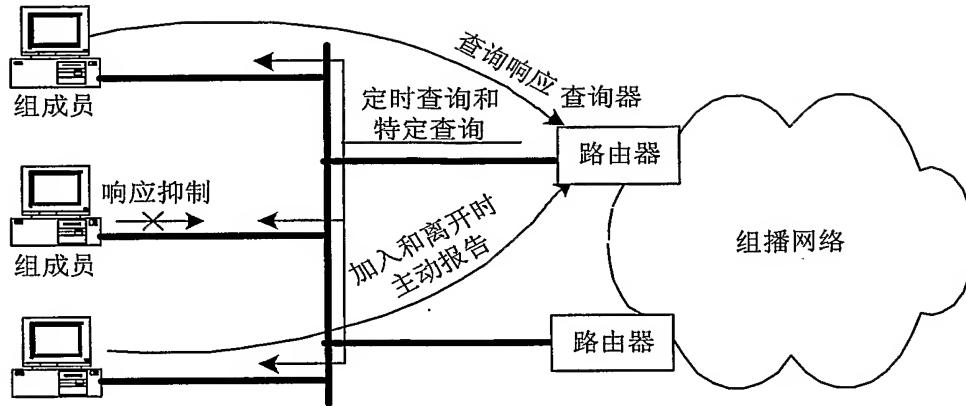 组成员
查询响应
查询器
定时查询和
特定查询
路由器
响应抑制
组成员
加入和离开时
主动报告
组播网络
路由器